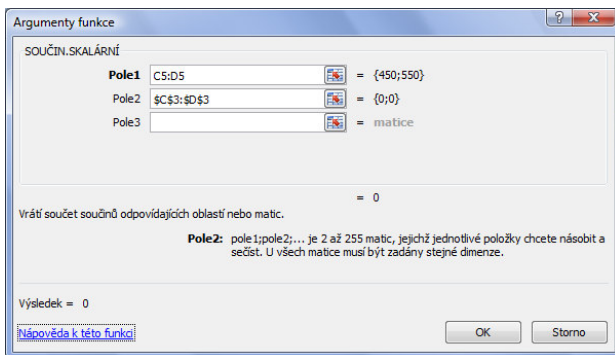 Argumenty funkce
SOUČIN.SKALÁRNÍ
Pole1 C5:D5 = {450;550}
Pole2 $C$3:$D$3 = {0;0}
Pole3 = matice
= 0
Vrátí součet součinů odpovídajících oblastí nebo matic.
Pole2: pole1;pole2;... je 2 až 255 matic, jejichž jednotlivé položky chcete násobit a
sečíst. U všech matice musí být zadány stejné dimenze.
Výsledek = 0
Nápověda k této funkci OK Storno